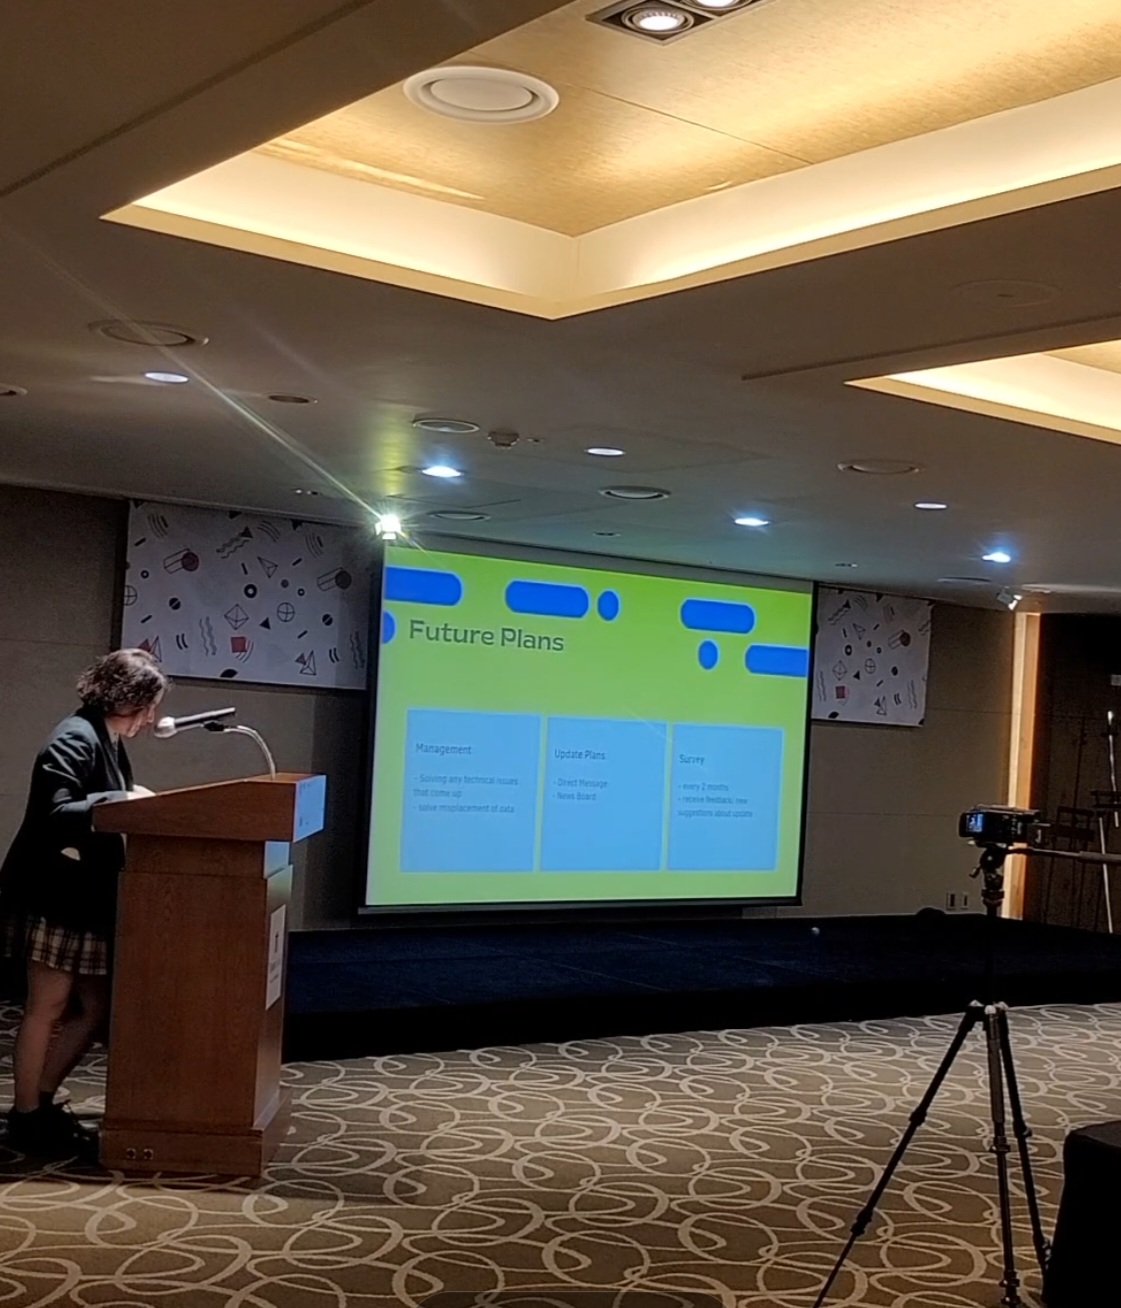 Future Plans
Management
- Solving any technical issues
that come up
- solve misplacement of data
Update Plans
- Direct Message
- News Board
Survey
- every 2 months
- receive feedback/ new
suggestions about update